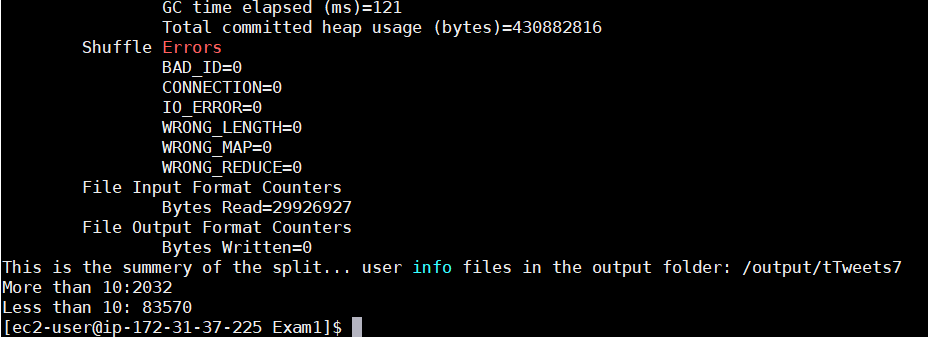 GC time elapsed (ms)=121
Total committed heap usage (bytes)=430882816
Shuffle Errors
BAD_ID=0
CONNECTION=0
IO_ERROR=0
WRONG_LENGTH=0
WRONG_MAP=0
WRONG_REDUCE=0
File Input Format Counters
Bytes Read=29926927
File Output Format Counters
Bytes Written=0
This is the summery of the split... user info files in the output folder: /output/tTweets7
More than 10:2032
Less than 10: 83570
[ec2-user@ip-172-31-37-225 Exam1]$